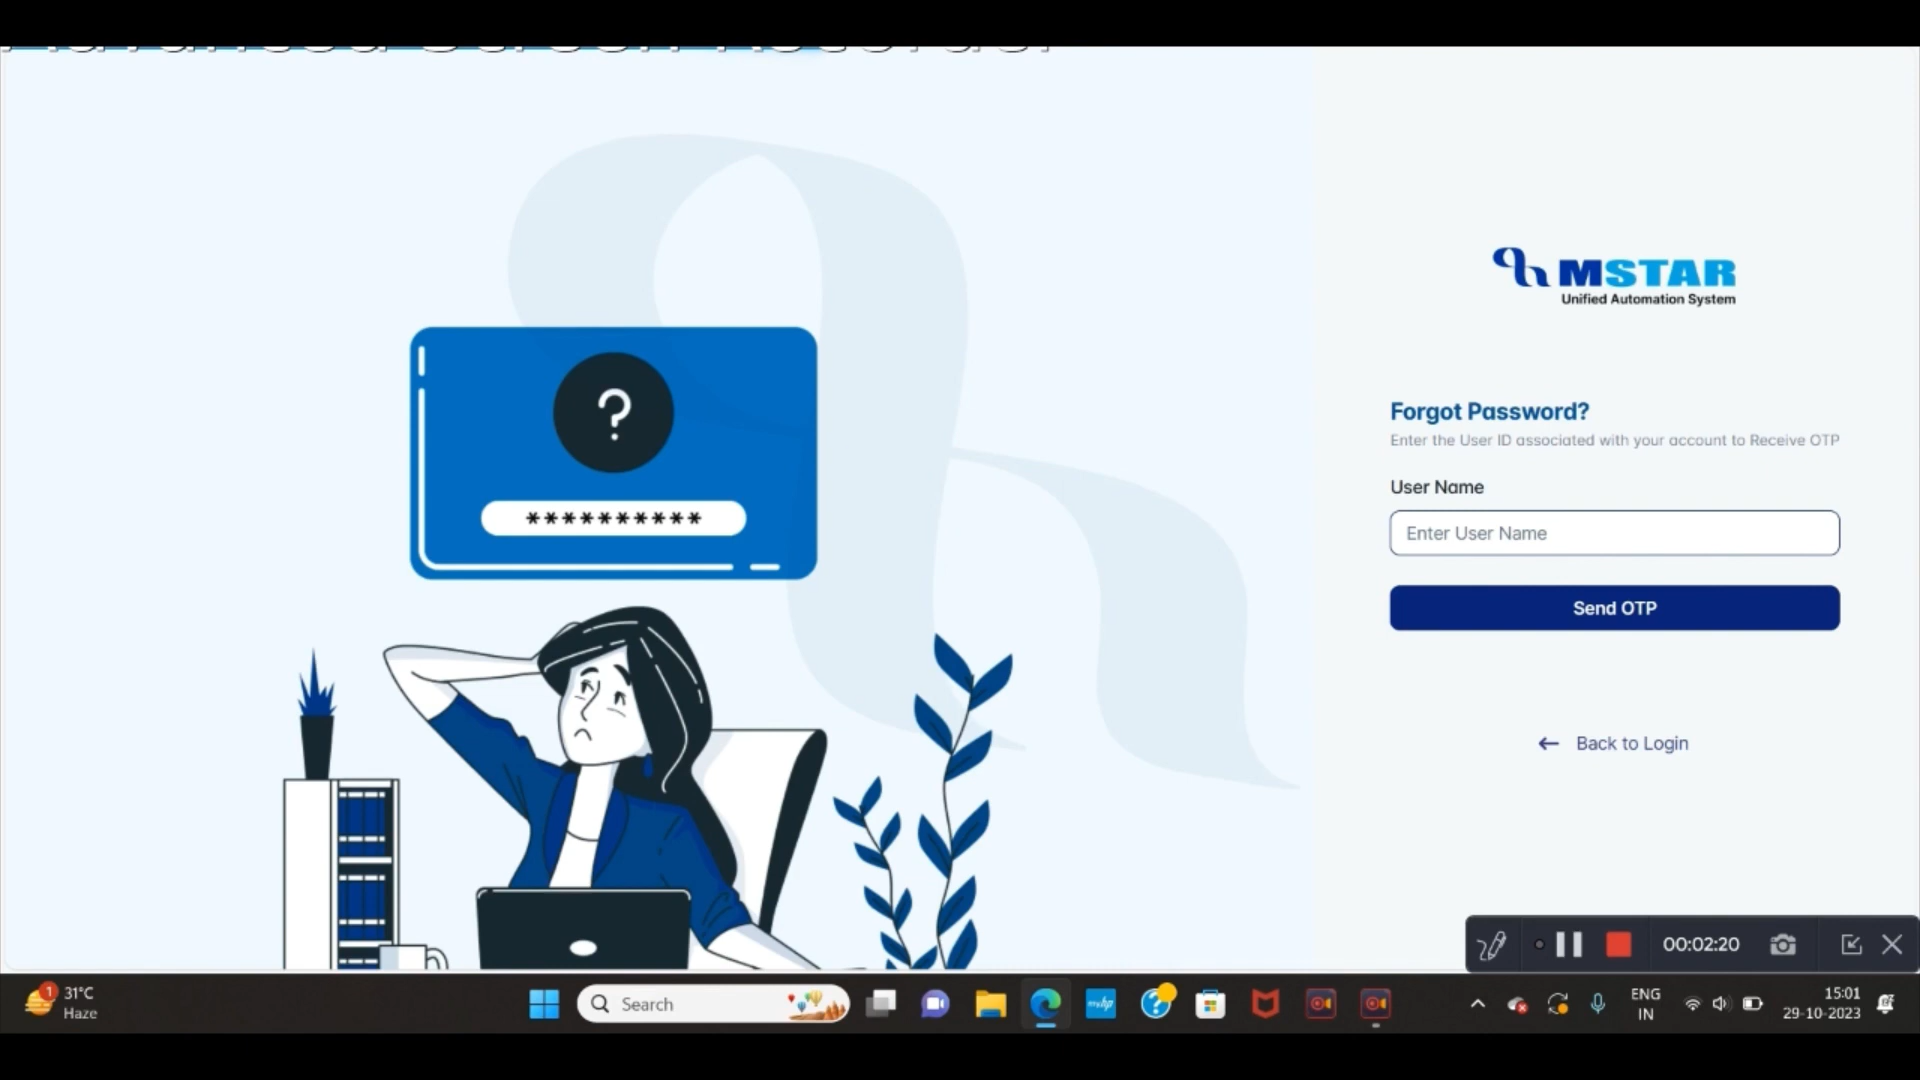 MSTAR
Unified Automation System
Forgot Password?
Enter the User ID associated with your account to Receive OTP
User Name
Enter User Name
Send OTP
← Back to Login
?
**********
00:02:20
1
31°C
Haze
Search
myhp
?
ENG
IN
15:01
29-10-2023